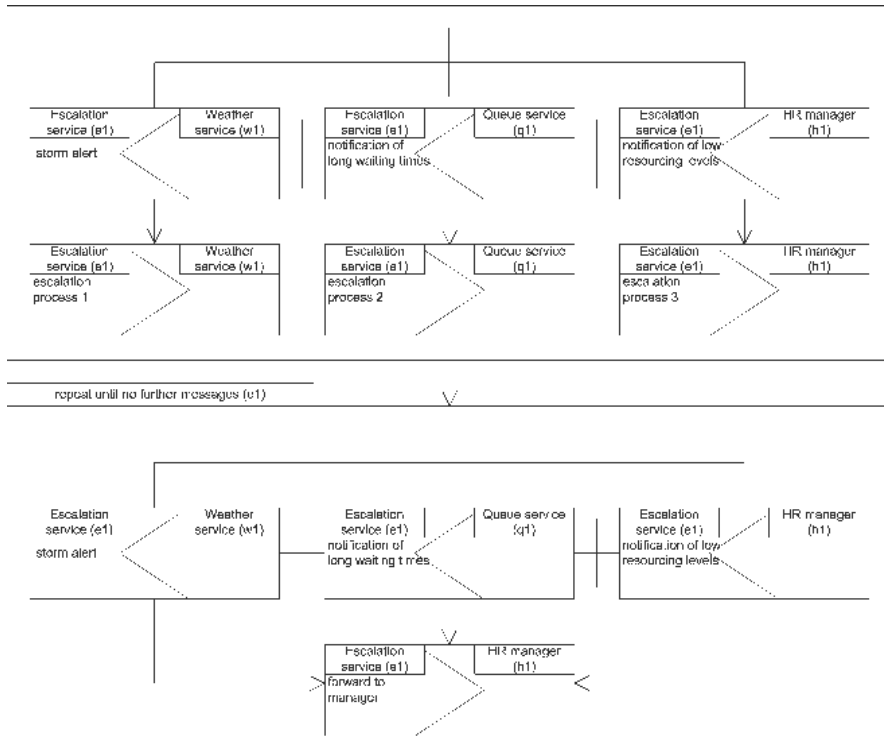 Escalation
service (e1)
Weather
service (w1)
storm alert
Escalation
service (e1)
Queue service
(q1)
notification of
long waiting times
Escalation
service (e1)
HR manager
(h1)
notification of low
resourcing levels
Escalation
service (e1)
Weather
service (w1)
escalation
process 1
Escalation
service (e1)
Queue service
(q1)
escalation
process 2
Escalation
service (e1)
HR manager
(h1)
escalation
process 3
repeat until no further messages (e1)
Escalation
service (e1)
Weather
service (w1)
storm alert
Escalation
service (e1)
Queue service
(q1)
notification of
long waiting times
Escalation
service (e1)
HR manager
(h1)
notification of low
resourcing levels
Escalation
service (e1)
HR manager
(h1)
forward to
manager